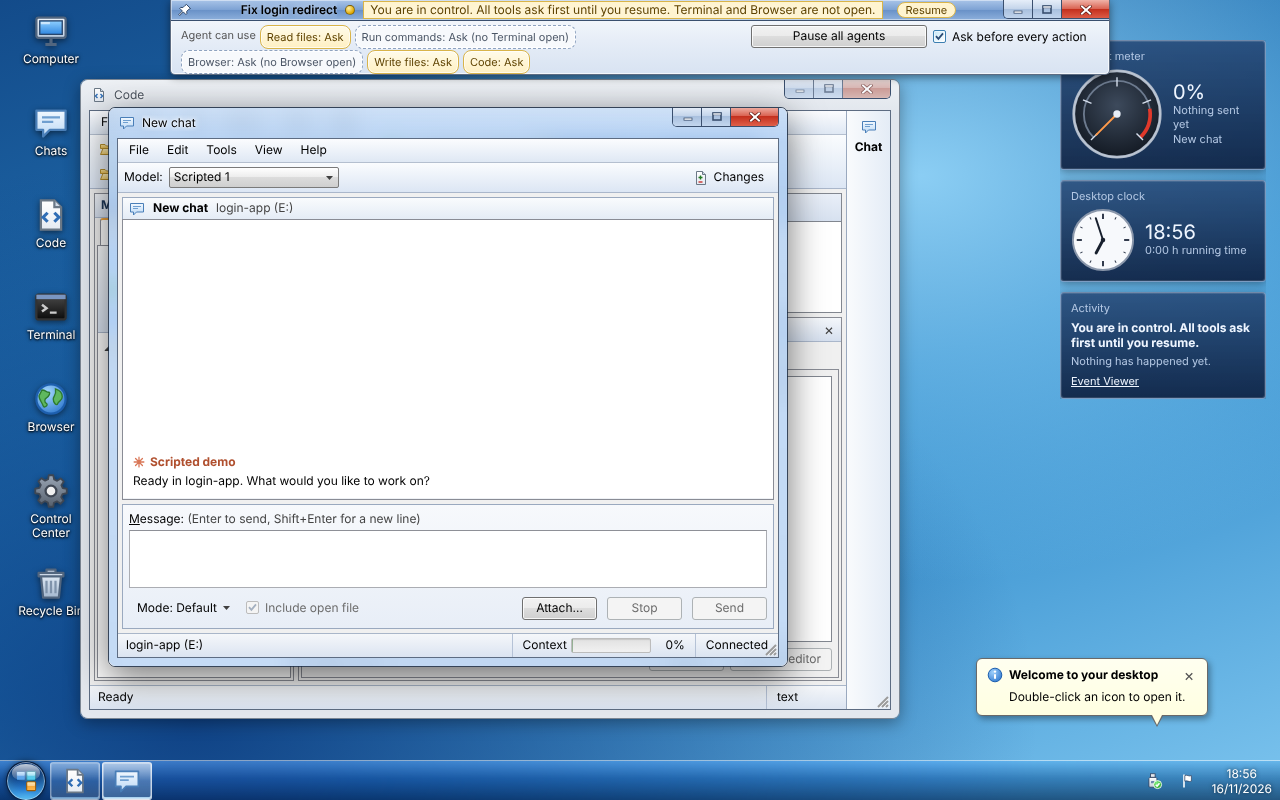 Fix login redirect
You are in control. All tools ask first until you resume. Terminal and Browser are not open.
Resume
Agent can use
Read files: Ask
Run commands: Ask (no Terminal open)
Browser: Ask (no Browser open)
Write files: Ask
Code: Ask
Pause all agents
Ask before every action
Computer
Chats
Code
Terminal
Browser
Control
Center
Recycle Bin
Code
Chat
New chat
File
Edit
Tools
View
Help
Model:
Scripted 1
Changes
New chat
login-app (E:)
Scripted demo
Ready in login-app. What would you like to work on?
Message: (Enter to send, Shift+Enter for a new line)
Mode: Default
Include open file
Attach...
Stop
Send
login-app (E:)
Context
0%
Connected
editor
Ready
text
meter
0%
Nothing sent
yet
New chat
Desktop clock
18:56
0:00 h running time
Activity
You are in control. All tools ask
first until you resume.
Nothing has happened yet.
Event Viewer
Welcome to your desktop
Double-click an icon to open it.
18:56
16/11/2026